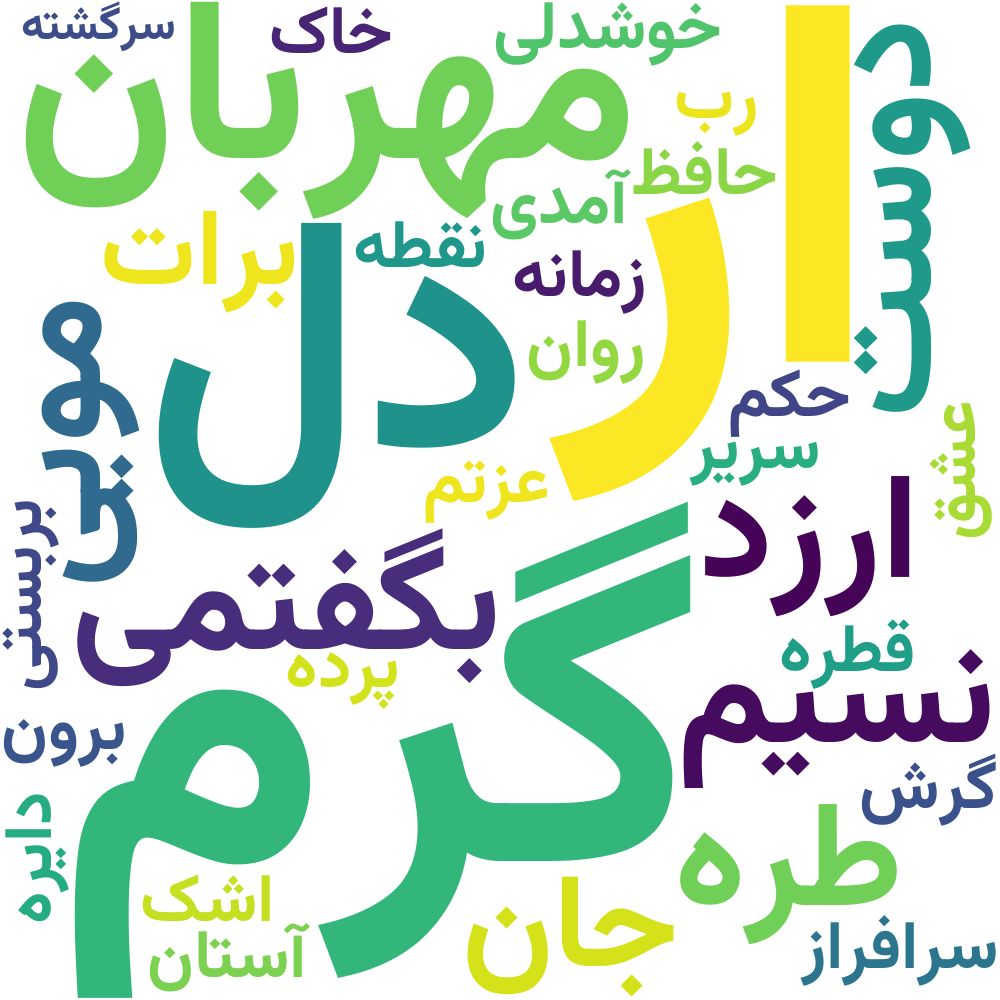 سرگشته
خاک
خوشدلی
مهربان
ار
دوست
رب
حافظ
آمدی
برات
نقطه
دل
زمانه
روان
مویی
حکم
سریر
عشق
عزتم
ارزد
بربستی
بگفتمی
گرم
قطره
پرده
نسیم
برون
گرش
دایره
طره
اشک
جان
آستان
سرافراز